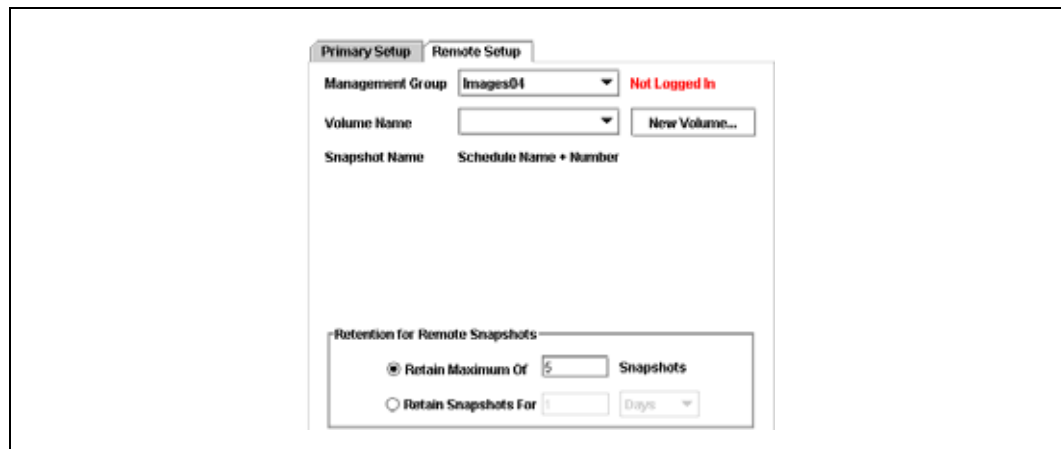 Primary Setup Remote Setup
Management Group Images04 Not Logged In
Volume Name New Volume...
Snapshot Name Schedule Name + Number
Retention for Remote Snapshots
Retain Maximum Of 5 Snapshots
Retain Snapshots For 1 Days